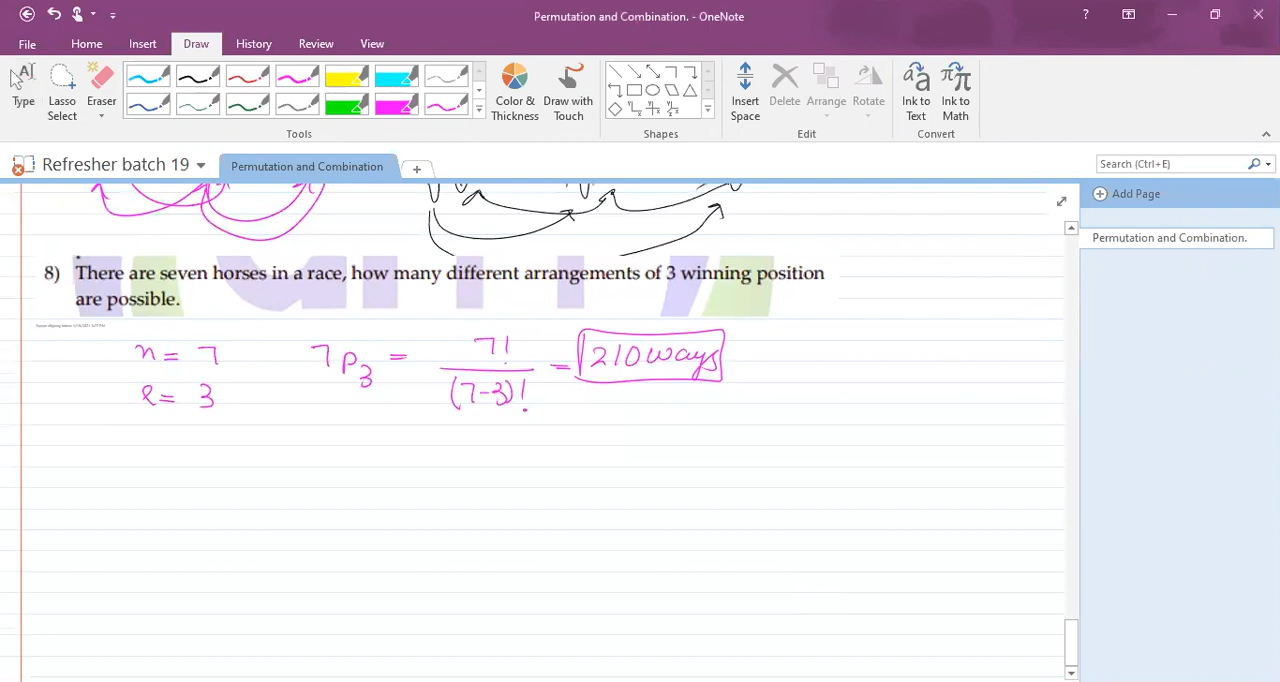 Permutation and Combination. - OneNote
?
File Home Insert Draw History Review View
Type
Lasso Select
Eraser
Color & Thickness
Draw with Touch
Insert Space
Delete
Arrange
Rotate
Ink to Text
Ink to Math
Tools
Shapes
Edit
Convert
Refresher batch 19
Permutation and Combination
Search (Ctrl+E)
Add Page
Permutation and Combination.
8) There are seven horses in a race, how many different arrangements of 3 winning position
are possible.
n = 7
r = 3
7 P 3 = 7! / (7-3)! = 210 ways